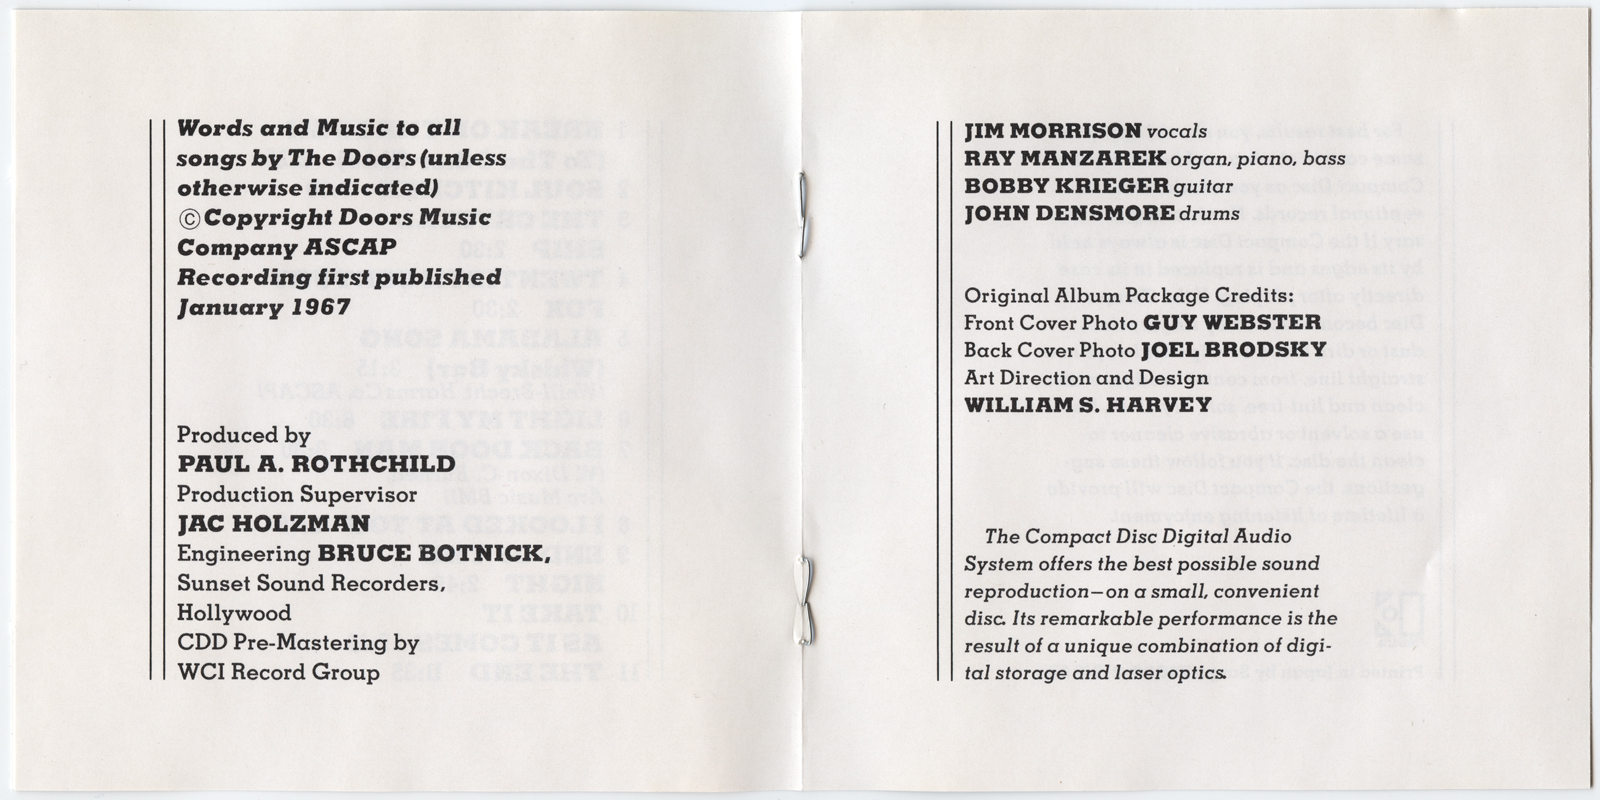 Words and Music to all
songs by The Doors (unless
otherwise indicated)
©Copyright Doors Music
Company ASCAP
Recording first published
January 1967
Produced by
PAUL A. ROTHCHILD
Production Supervisor
JAC HOLZMAN
Engineering BRUCE BOTNICK,
Sunset Sound Recorders,
Hollywood
CDD Pre-Mastering by
WCI Record Group
JIM MORRISON vocals
RAY MANZAREK organ, piano, bass
BOBBY KRIEGER guitar
JOHN DENSMORE drums
Original Album Package Credits:
Front Cover Photo GUY WEBSTER
Back Cover Photo JOEL BRODSKY
Art Direction and Design
WILLIAM S. HARVEY
The Compact Disc Digital Audio
System offers the best possible sound
reproduction—on a small, convenient
disc. Its remarkable performance is the
result of a unique combination of digi-
tal storage and laser optics.